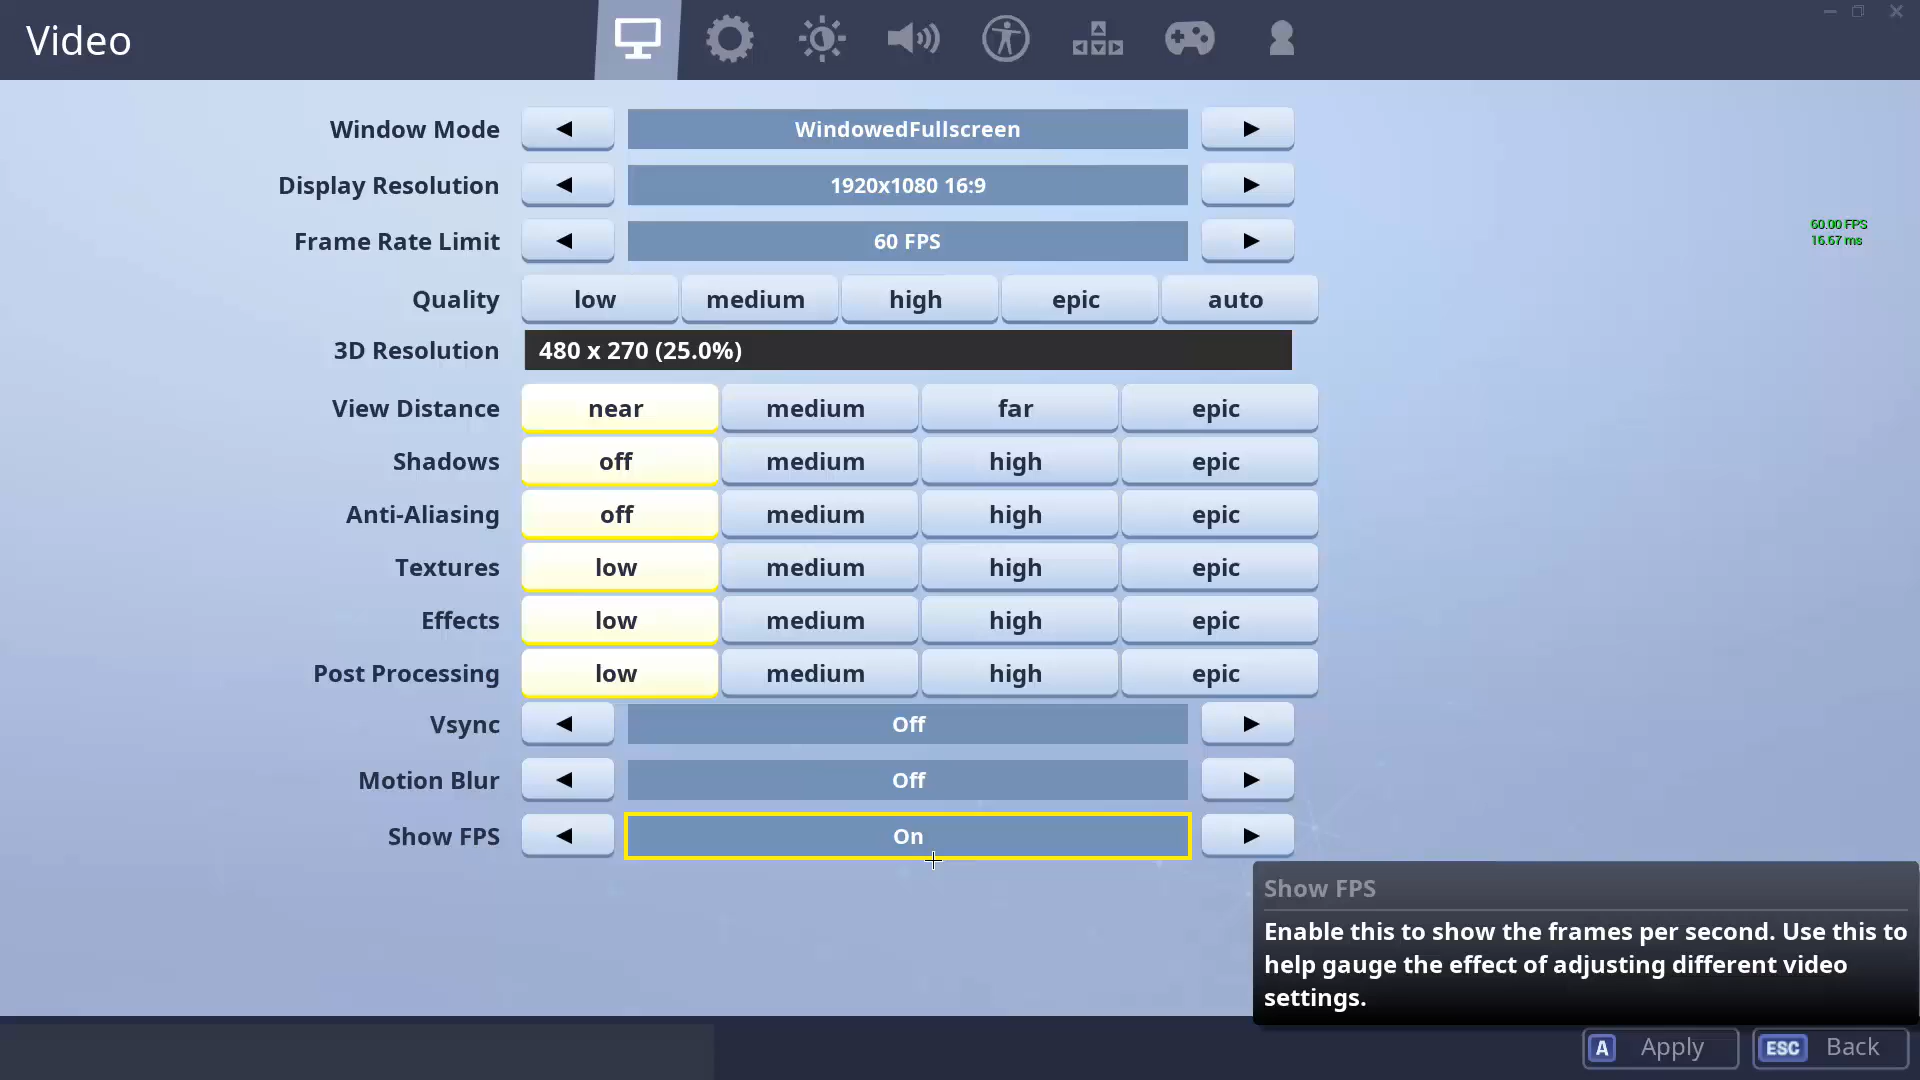 Video
Window Mode WindowedFullscreen
Display Resolution 1920x1080 16:9
Frame Rate Limit 60 FPS
60.00 FPS
16.67 ms
Quality low medium high epic auto
3D Resolution 480 x 270 (25.0%)
View Distance near medium far epic
Shadows off medium high epic
Anti-Aliasing off medium high epic
Textures low medium high epic
Effects low medium high epic
Post Processing low medium high epic
Vsync Off
Motion Blur Off
Show FPS On
Show FPS
Enable this to show the frames per second. Use this to
help gauge the effect of adjusting different video
settings.
A Apply ESC Back